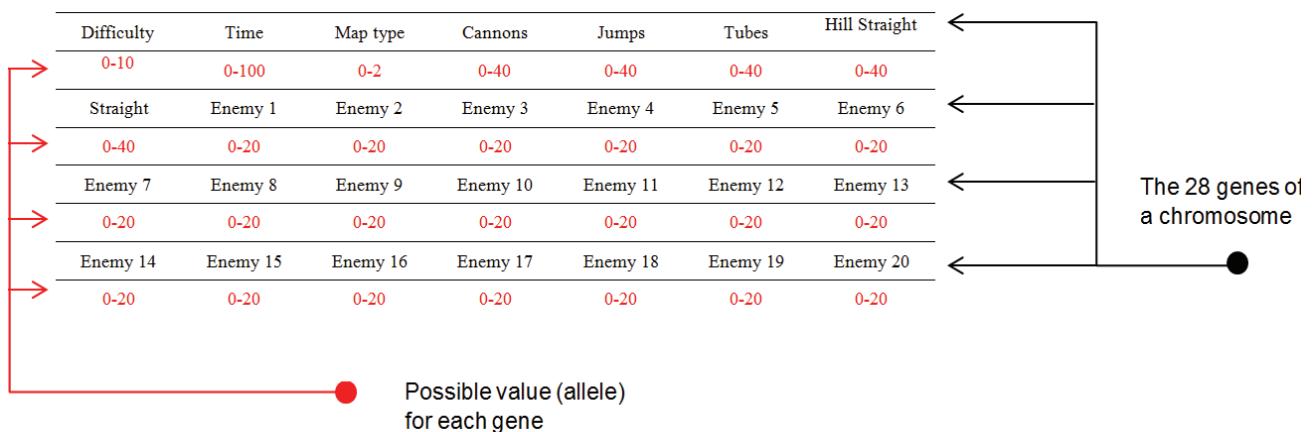 Difficulty Time Map type Cannons Jumps Tubes Hill Straight
0-10 0-100 0-2 0-40 0-40 0-40 0-40
Straight Enemy 1 Enemy 2 Enemy 3 Enemy 4 Enemy 5 Enemy 6
0-40 0-20 0-20 0-20 0-20 0-20 0-20
Enemy 7 Enemy 8 Enemy 9 Enemy 10 Enemy 11 Enemy 12 Enemy 13
0-20 0-20 0-20 0-20 0-20 0-20 0-20
Enemy 14 Enemy 15 Enemy 16 Enemy 17 Enemy 18 Enemy 19 Enemy 20
0-20 0-20 0-20 0-20 0-20 0-20 0-20
The 28 genes of
a chromosome
Possible value (allele)
for each gene